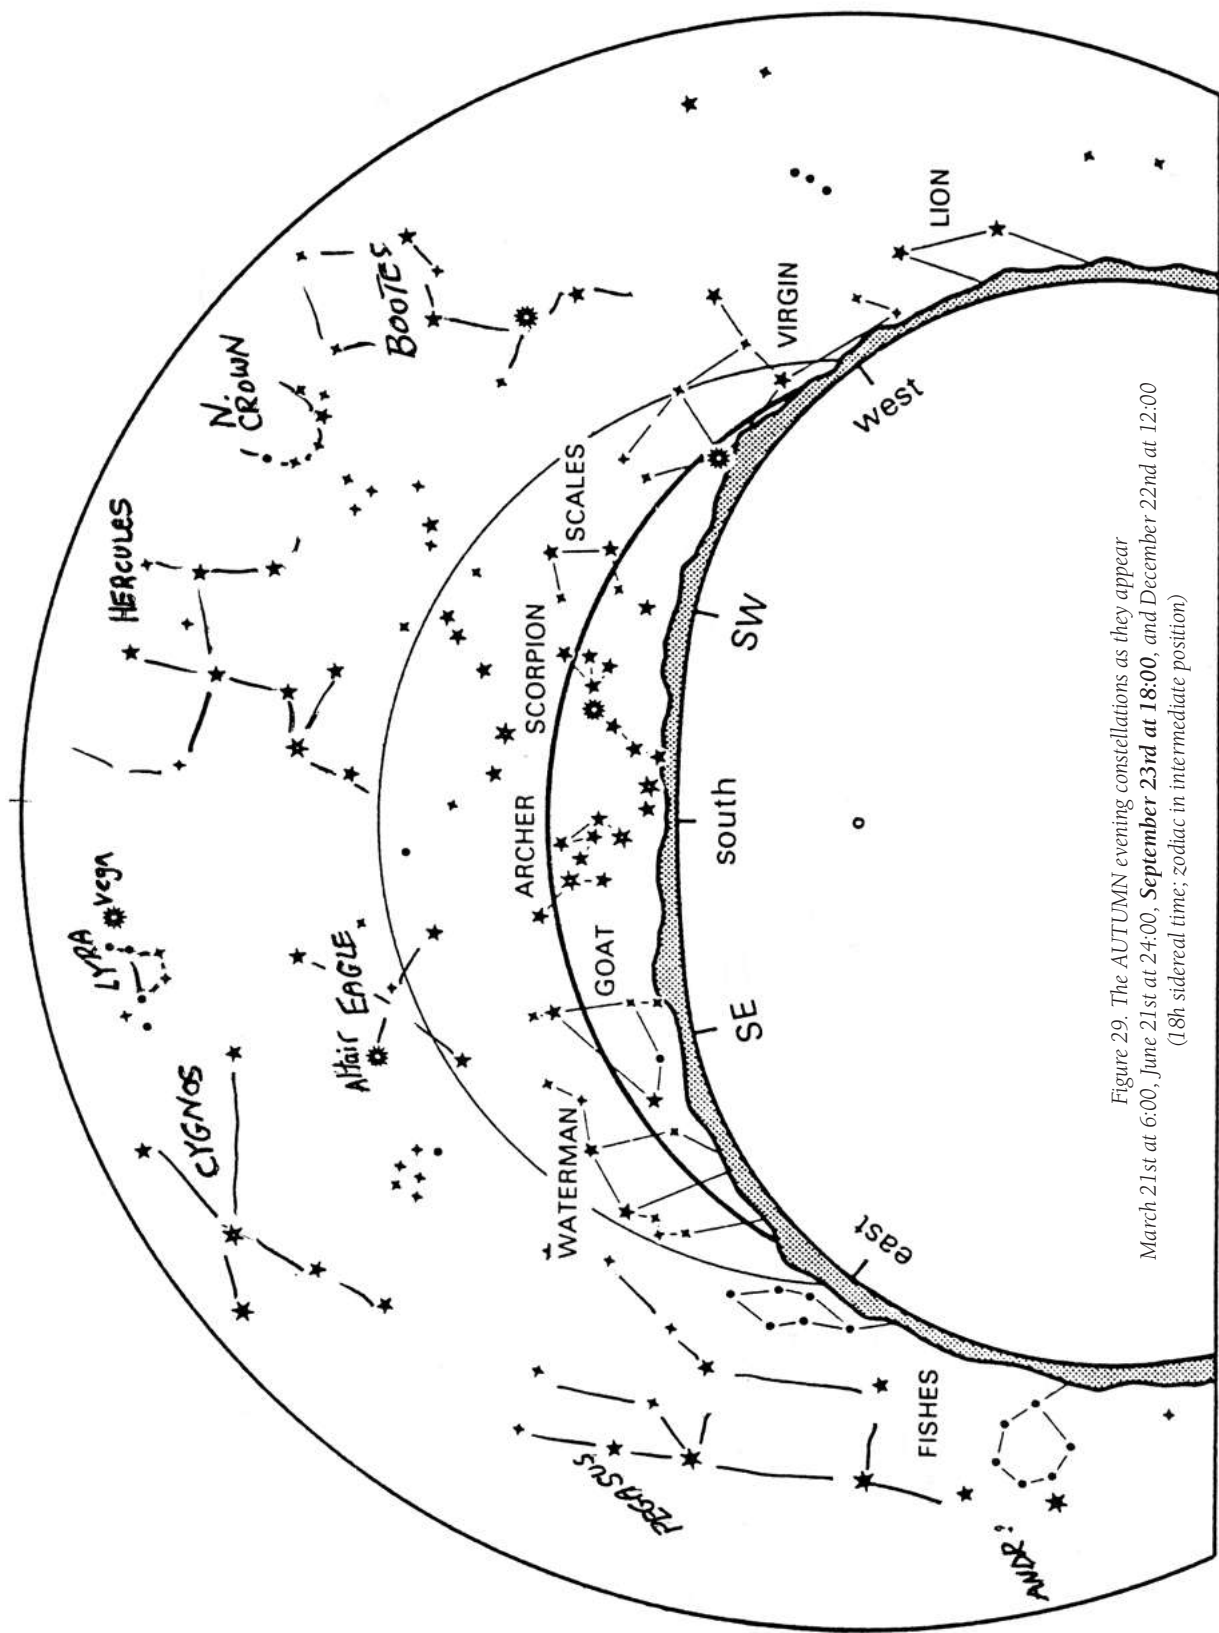 HERCULES
N.
CROWN
BOOTES
LYRA
Vega
CYGNOS
Altair EAGLE
PEGASUS
ANDR
LION
VIRGIN
SCALES
SCORPION
ARCHER
GOAT
WATERMAN
FISHES
west
SW
south
SE
east
Figure 29. The AUTUMN evening constellations as they appear
March 21st at 6:00, June 21st at 24:00, September 23rd at 18:00, and December 22nd at 12:00
(18h sidereal time; zodiac in intermediate position)